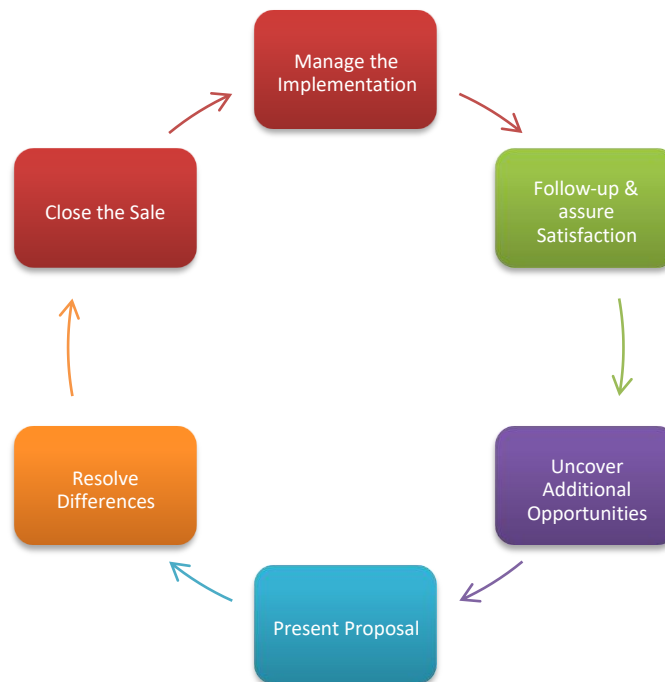 Manage the
Implementation
Follow-up &
assure
Satisfaction
Uncover
Additional
Opportunities
Present Proposal
Resolve
Differences
Close the Sale